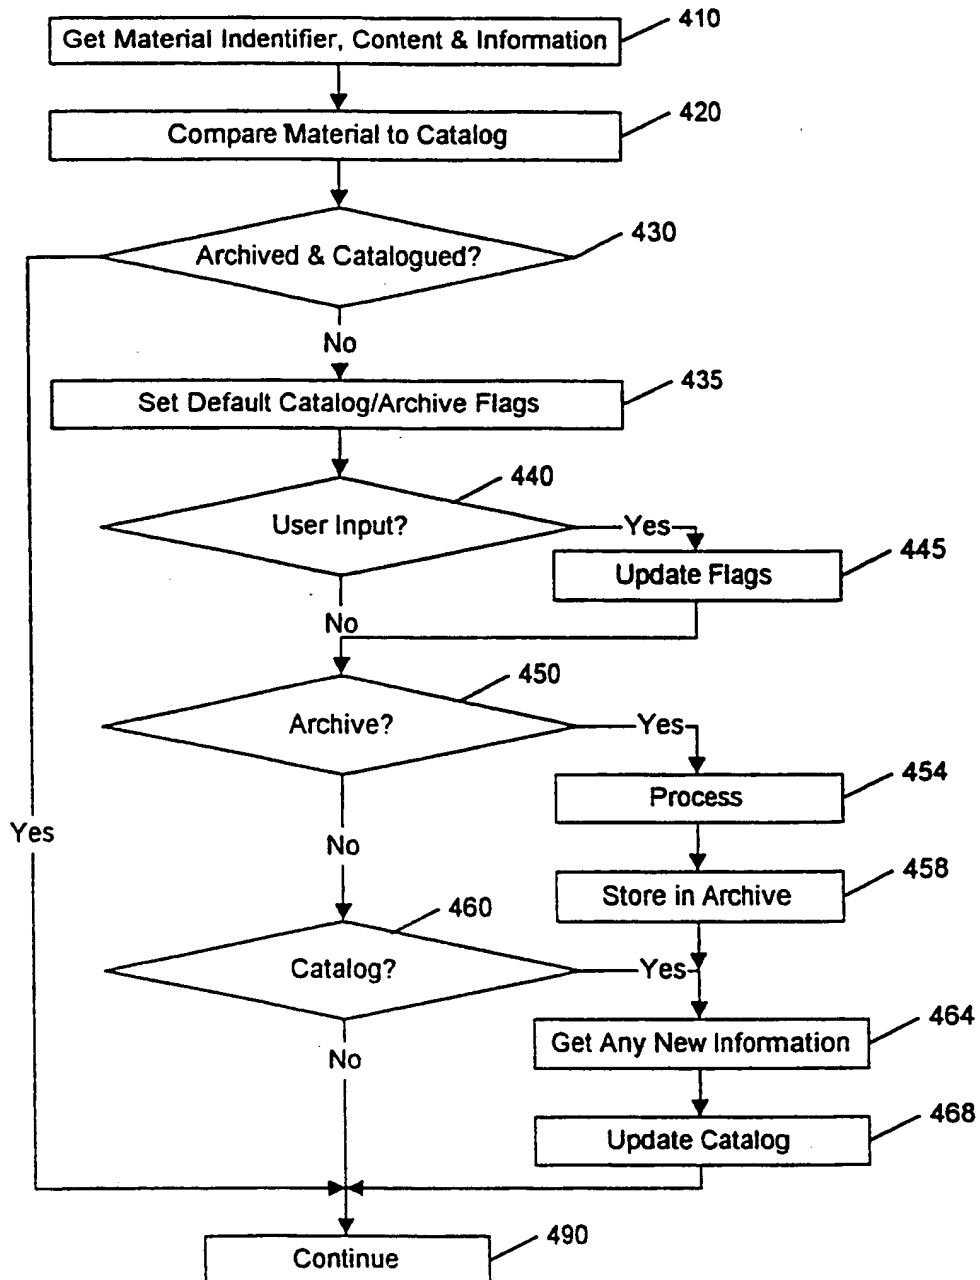 Get Material Indentifier, Content & Information
410
Compare Material to Catalog
420
Archived & Catalogued?
430
No
Set Default Catalog/Archive Flags
435
User Input?
440
Yes
Update Flags
445
No
Archive?
450
Yes
Process
454
Yes
No
Store in Archive
458
Catalog?
460
Yes
Get Any New Information
464
No
Update Catalog
468
Continue
490